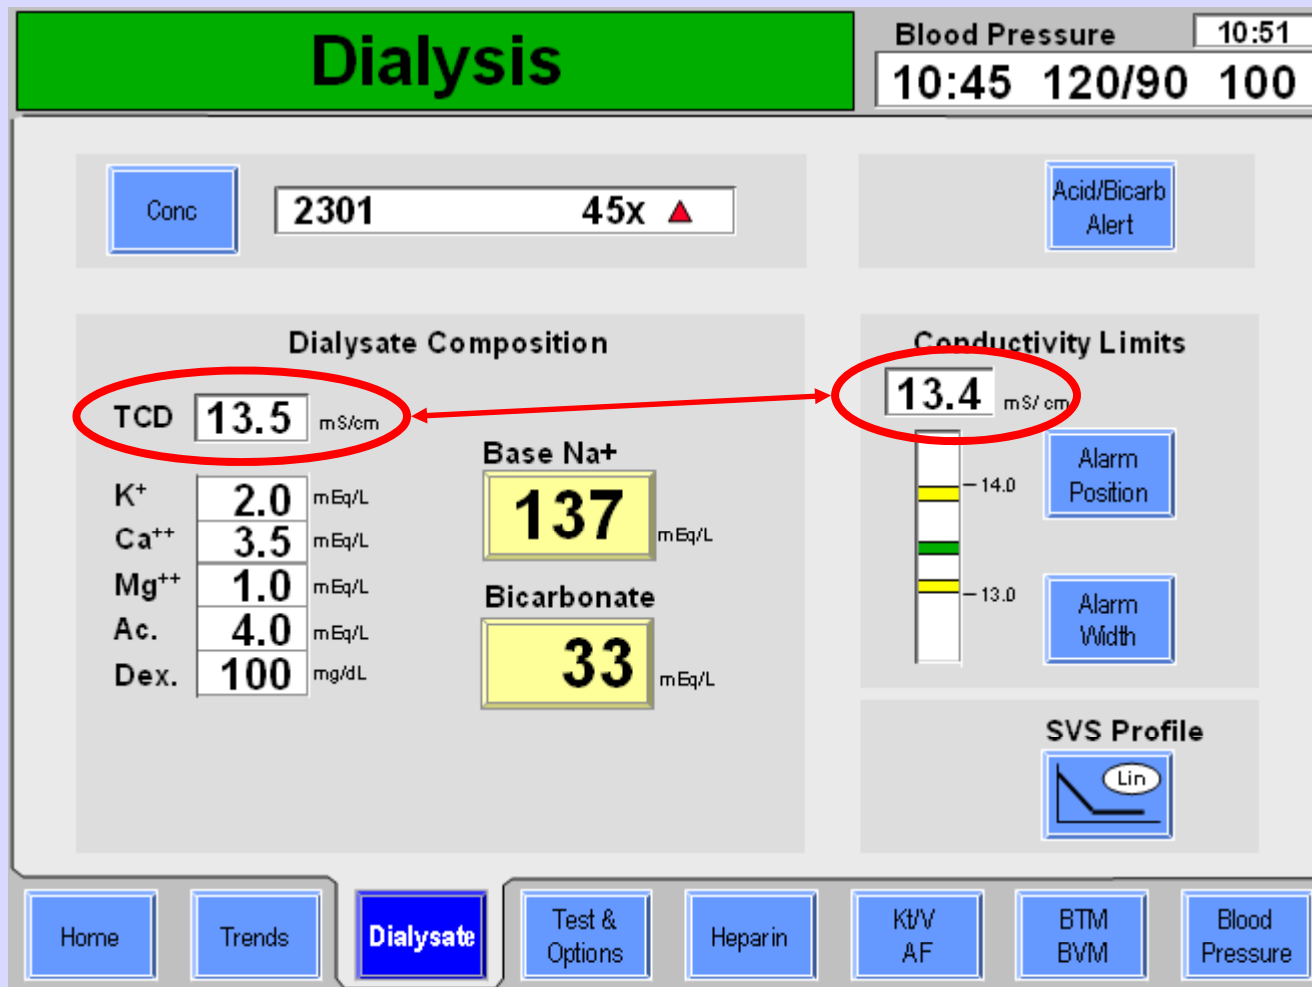 Dialysis
Blood Pressure 10:51
10:45 120/90 100
Conc 2301 45x
Acid/Bicarb
Alert
Dialysate Composition
TCD 13.5 mS/cm
K+ 2.0 mEq/L
Ca++ 3.5 mEq/L
Mg++ 1.0 mEq/L
Ac. 4.0 mEq/L
Dex. 100 mg/dL
Base Na+
137 mEq/L
Bicarbonate
33 mEq/L
Conductivity Limits
13.4 mS/cm
14.0
13.0
Alarm
Position
Alarm
Width
SVS Profile
Lin
Home
Trends
Dialysate
Test &
Options
Heparin
Kt/V
AF
BTM
BVM
Blood
Pressure